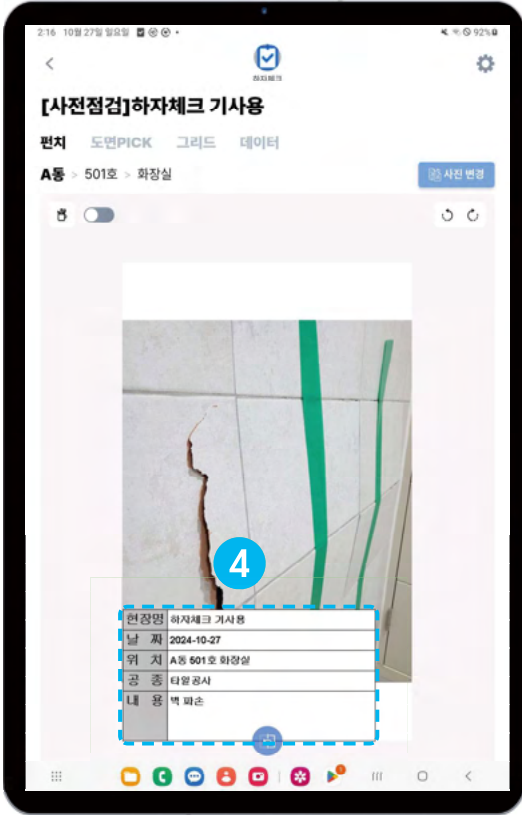 2:16 10월 27일 일요일
92%
하자체크
[사전점검]하자체크 기사용
펀치 도면PICK 그리드 데이터
A동 > 501호 > 화장실
사진 변경
4
현장명 하자체크 기사용
날 짜 2024-10-27
위 치 A동 501호 화장실
공 종 타일공사
내 용 벽 파손
1